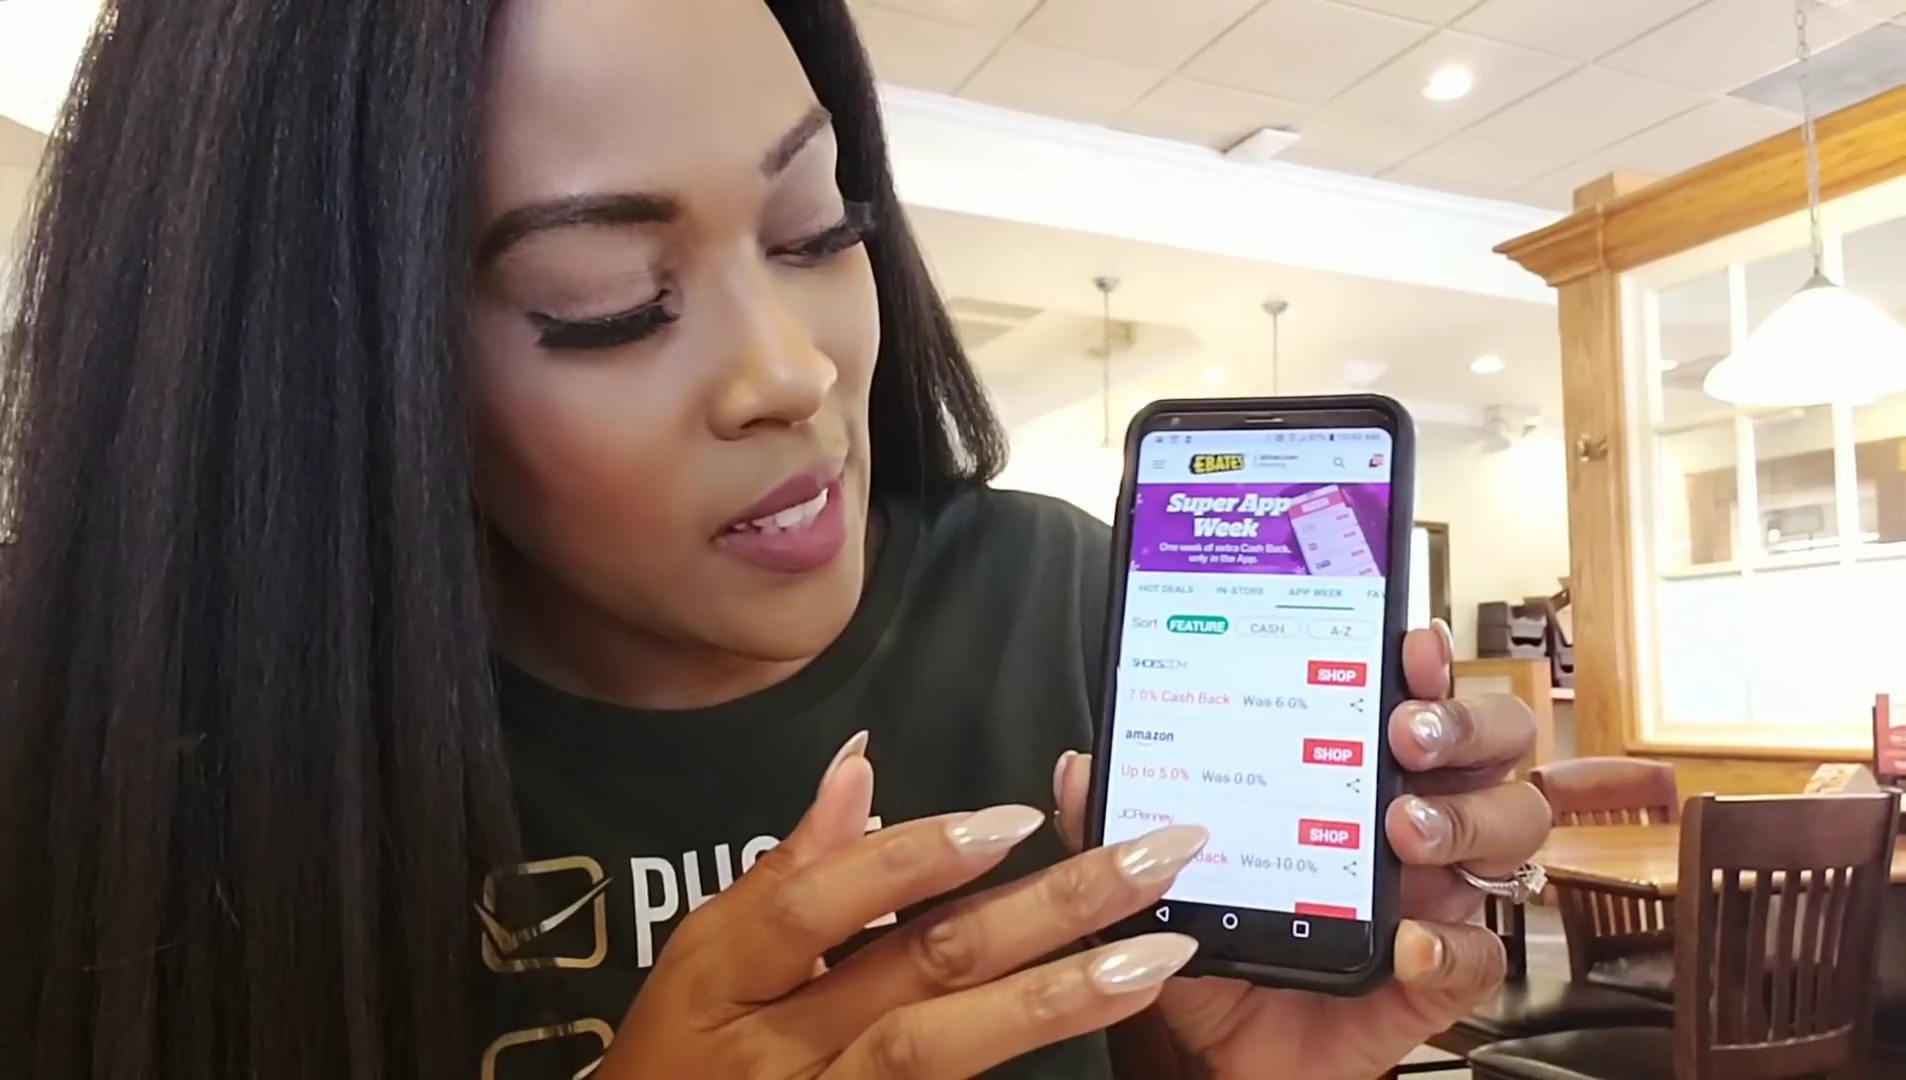 EBATES
Super App
Week
One week of extra Cash Back,
only in the App.
HOT DEALS IN-STORE APP WEEK FAV
Sort FEATURE CASH A-Z
SHOES.COM
SHOP
7.0% Cash Back Was 6.0%
amazon
SHOP
Up to 5.0% Was 0.0%
JCPenney
SHOP
Back Was 10.0%